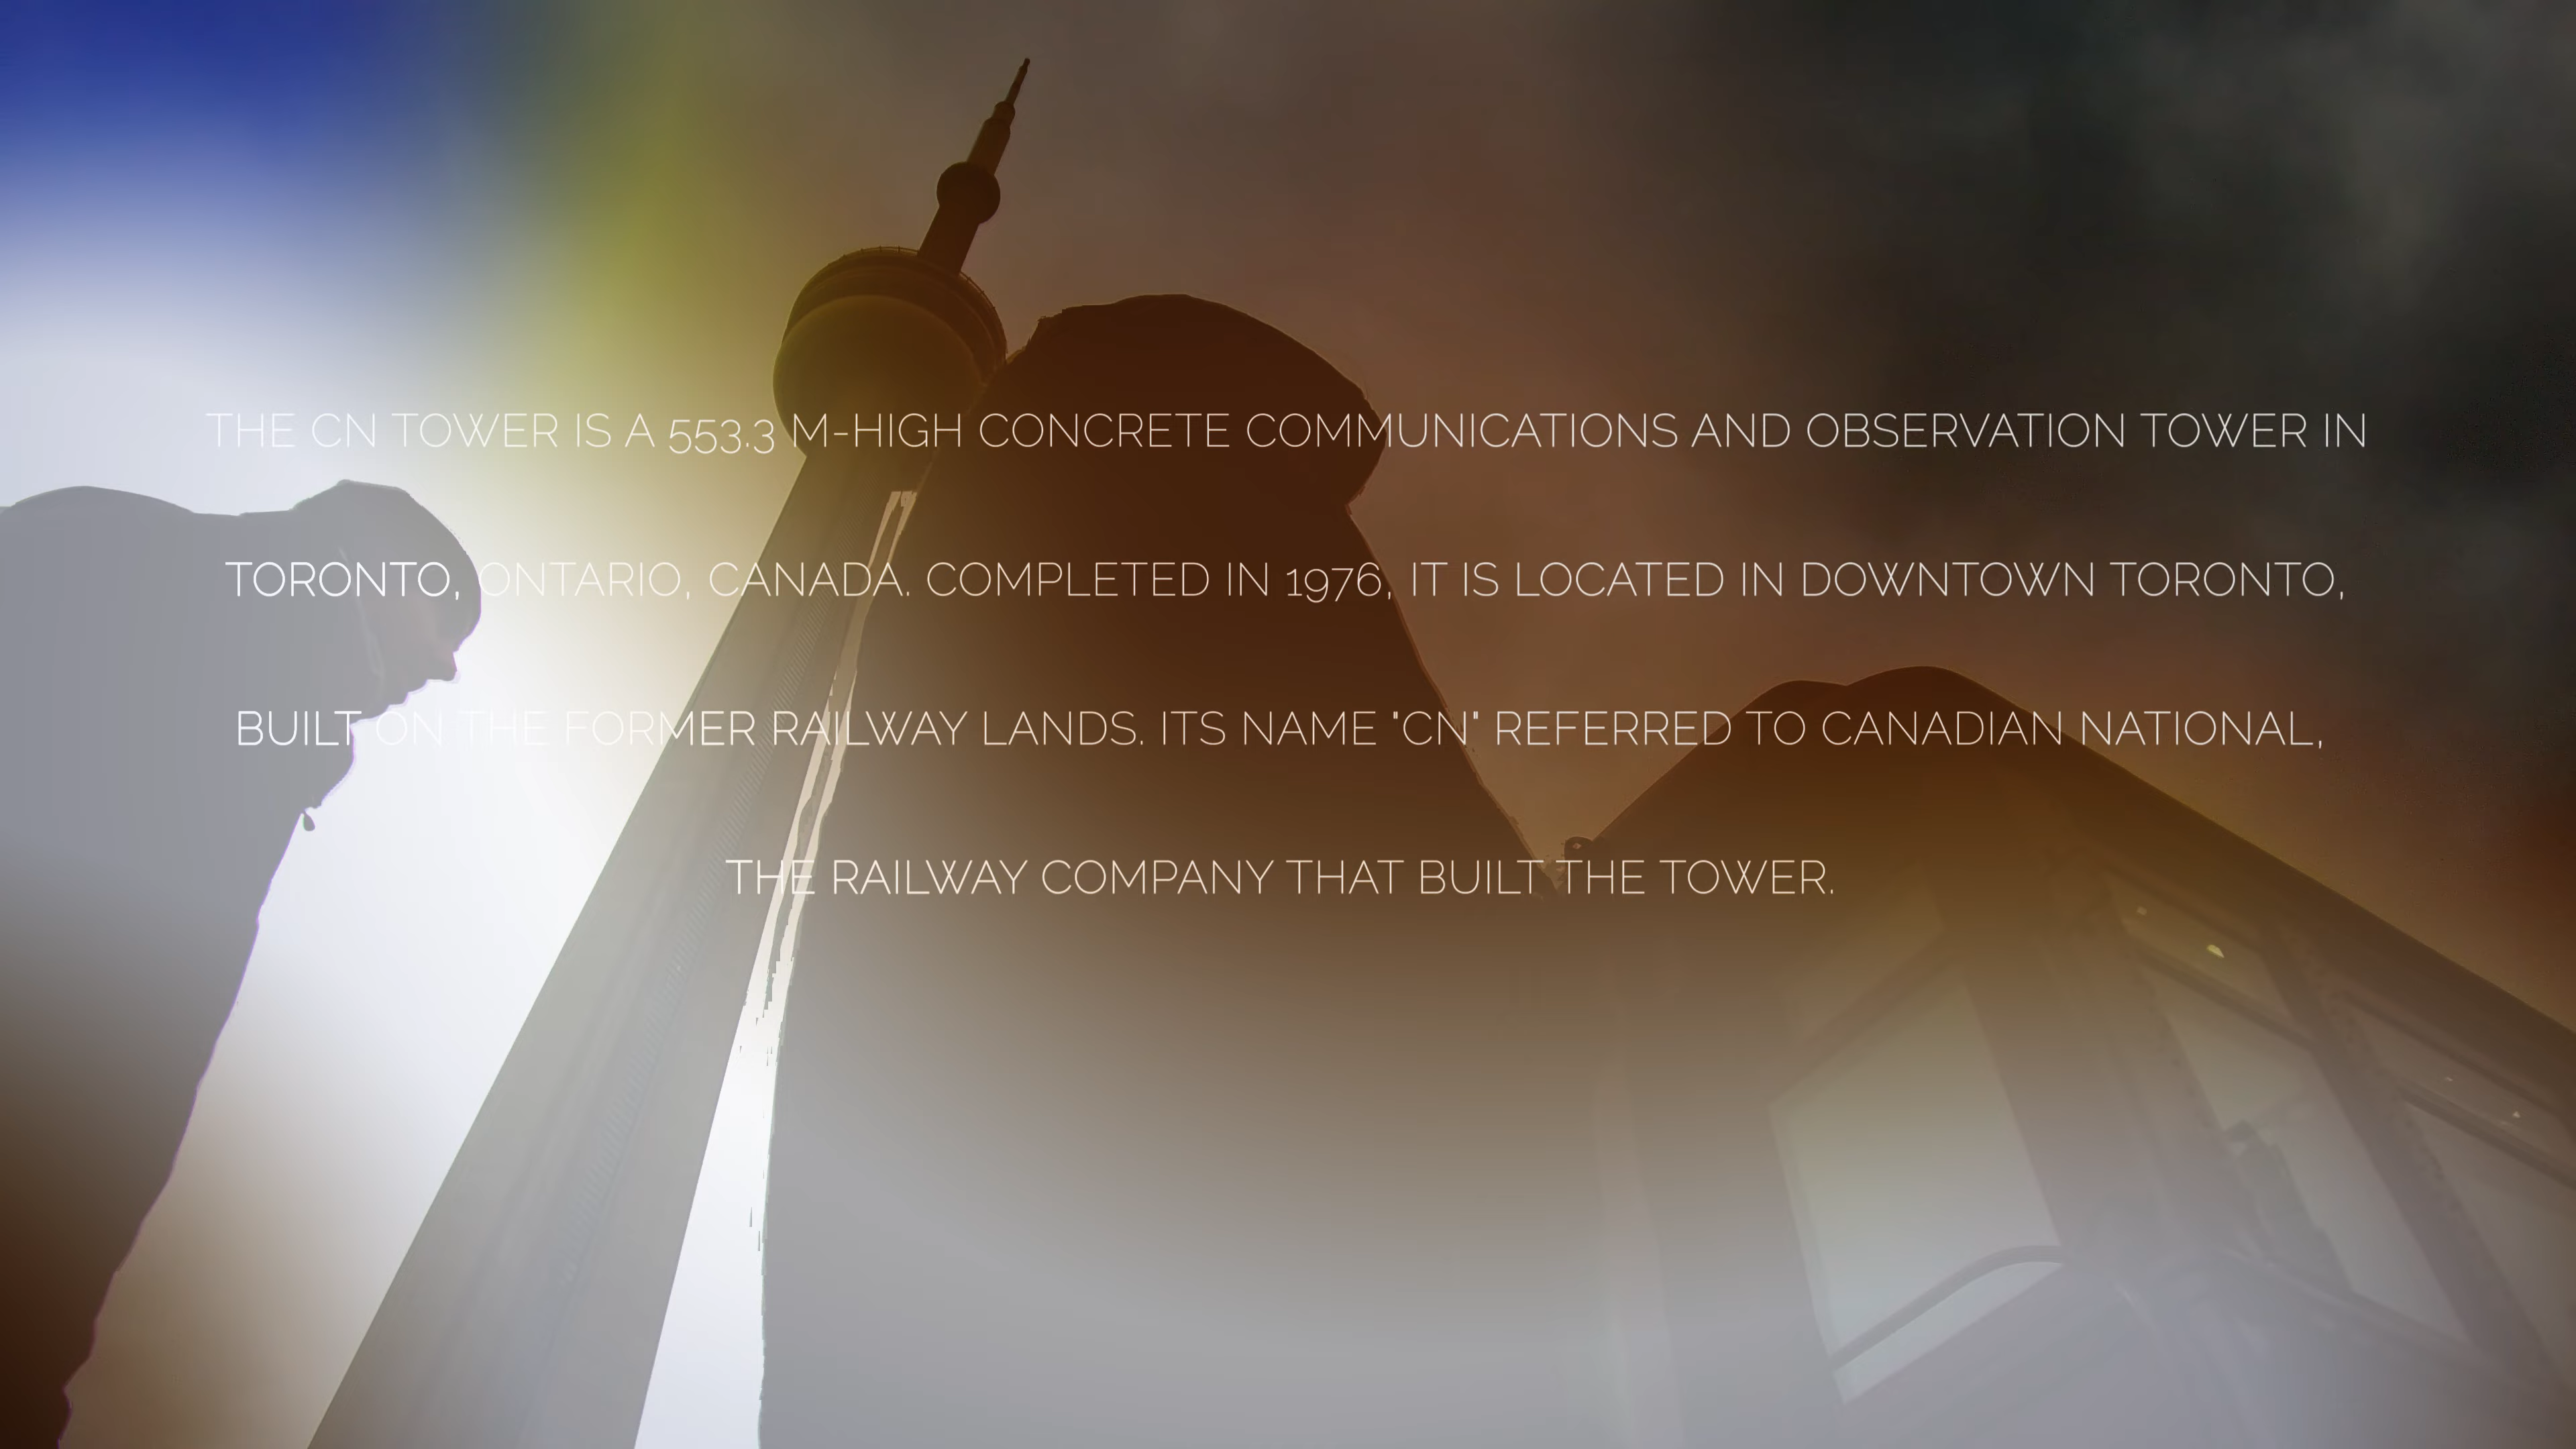 THE CN TOWER IS A 553.3 M-HIGH CONCRETE COMMUNICATIONS AND OBSERVATION TOWER IN
TORONTO, ONTARIO, CANADA. COMPLETED IN 1976, IT IS LOCATED IN DOWNTOWN TORONTO,
BUILT ON THE FORMER RAILWAY LANDS. ITS NAME "CN" REFERRED TO CANADIAN NATIONAL,
THE RAILWAY COMPANY THAT BUILT THE TOWER.